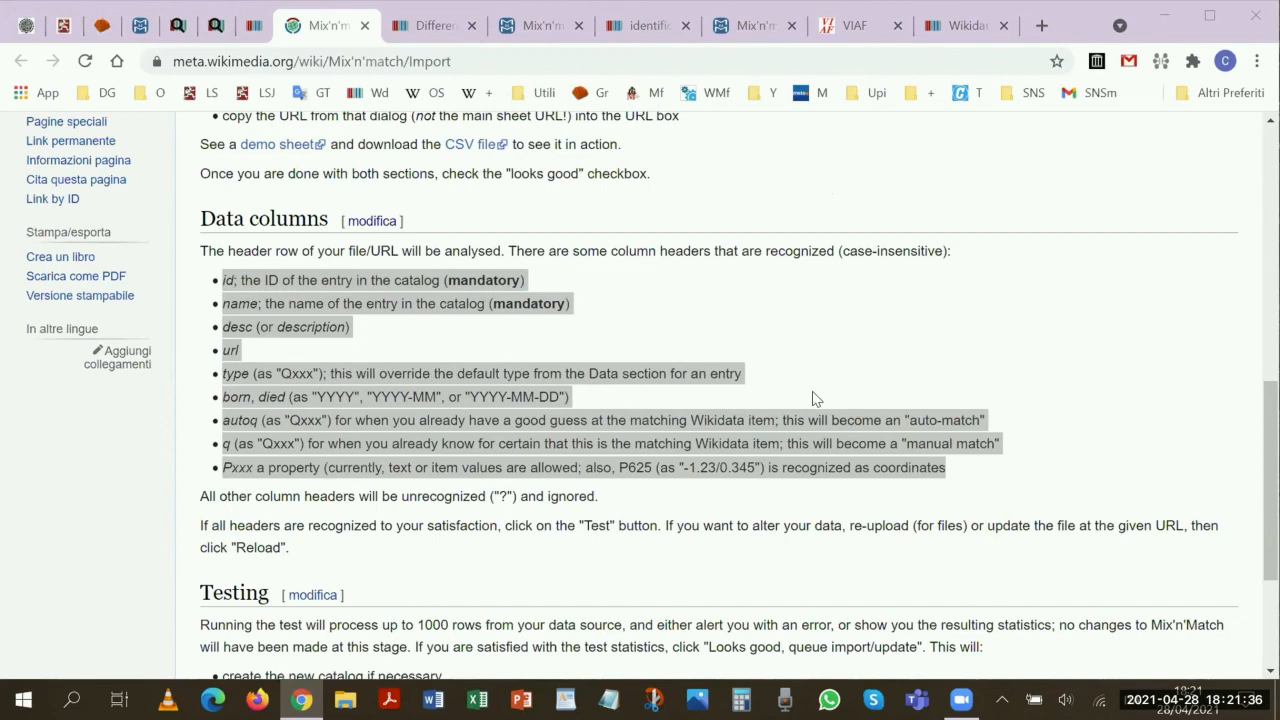 Mix'n'm
Differen
Mix'n'm
identific
Mix'n'm
VIAF
Wikidat
meta.wikimedia.org/wiki/Mix'n'match/Import
C
App
DG
O
LS
LSJ
GT
Wd
OS
+
Utili
Gr
Mf
WMf
Y
M
Upi
+
T
SNS
SNSm
Altri Preferiti
Pagine speciali
Link permanente
Informazioni pagina
Cita questa pagina
Link by ID
Stampa/esporta
Crea un libro
Scarica come PDF
Versione stampabile
In altre lingue
Aggiungi
collegamenti
• copy the URL from that dialog (not the main sheet URL!) into the URL box
See a demo sheet and download the CSV file to see it in action.
Once you are done with both sections, check the "looks good" checkbox.
Data columns [ modifica ]
The header row of your file/URL will be analysed. There are some column headers that are recognized (case-insensitive):
• id; the ID of the entry in the catalog (mandatory)
• name; the name of the entry in the catalog (mandatory)
• desc (or description)
• url
• type (as "Qxxx"); this will override the default type from the Data section for an entry
• born, died (as "YYYY", "YYYY-MM", or "YYYY-MM-DD")
• autoq (as "Qxxx") for when you already have a good guess at the matching Wikidata item; this will become an "auto-match"
• q (as "Qxxx") for when you already know for certain that this is the matching Wikidata item; this will become a "manual match"
• Pxxx a property (currently, text or item values are allowed; also, P625 (as "-1.23/0.345") is recognized as coordinates
All other column headers will be unrecognized ("?") and ignored.
If all headers are recognized to your satisfaction, click on the "Test" button. If you want to alter your data, re-upload (for files) or update the file at the given URL, then
click "Reload".
Testing [ modifica ]
Running the test will process up to 1000 rows from your data source, and either alert you with an error, or show you the resulting statistics; no changes to Mix'n'Match
will have been made at this stage. If you are satisfied with the test statistics, click "Looks good, queue import/update". This will:
• create the new catalog if necessary
18:21
2021-04-28 18:21:36
28/04/2021